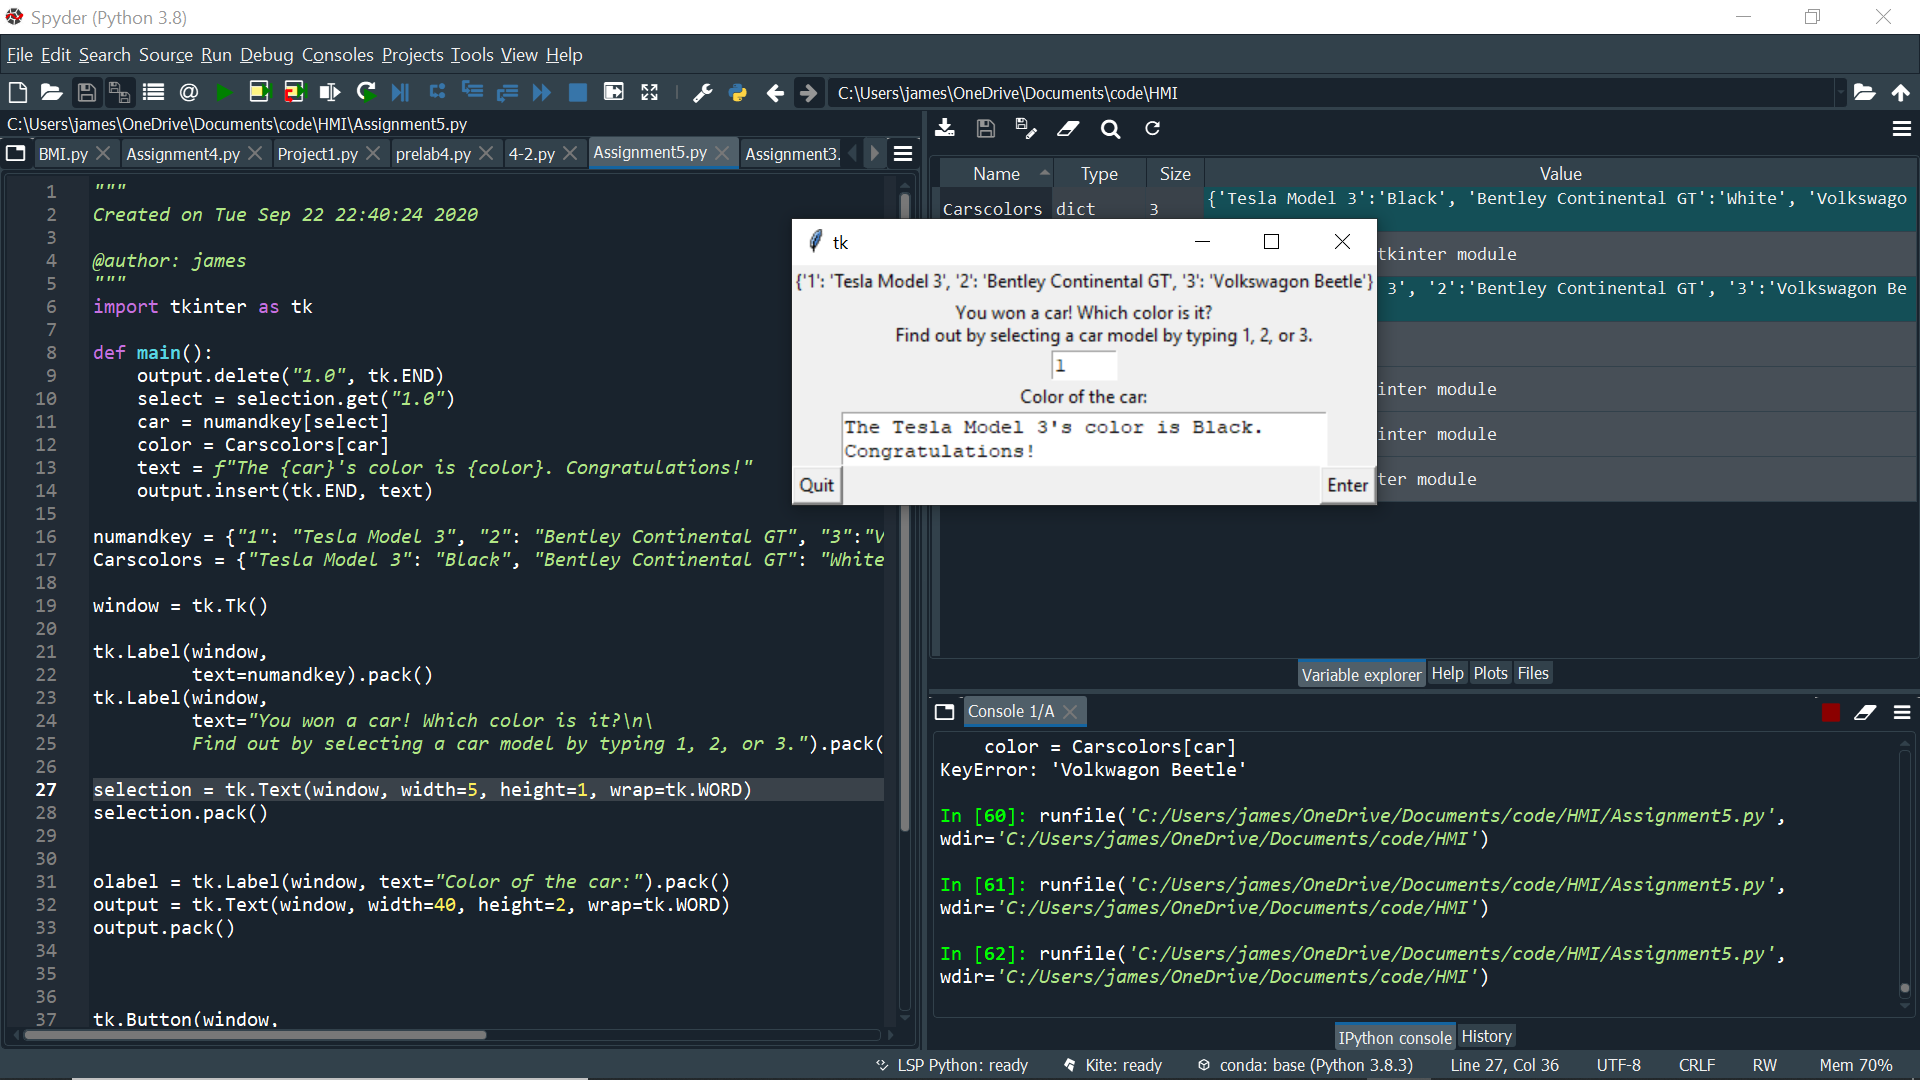 Spyder (Python 3.8)
File Edit Search Source Run Debug Consoles Projects Tools View Help
C:\Users\james\OneDrive\Documents\code\HMI
C:\Users\james\OneDrive\Documents\code\HMI\Assignment5.py
BMI.py Assignment4.py Project1.py prelab4.py 4-2.py Assignment5.py Assignment3.
1 """
2 Created on Tue Sep 22 22:40:24 2020
3
4 @author: james
5 """
6 import tkinter as tk
7
8 def main():
9 output.delete("1.0", tk.END)
10 select = selection.get("1.0")
11 car = numandkey[select]
12 color = Carscolors[car]
13 text = f"The {car}'s color is {color}. Congratulations!"
14 output.insert(tk.END, text)
15
16 numandkey = {"1": "Tesla Model 3", "2": "Bentley Continental GT", "3":"V
17 Carscolors = {"Tesla Model 3": "Black", "Bentley Continental GT": "White
18
19 window = tk.Tk()
20
21 tk.Label(window,
22 text=numandkey).pack()
23 tk.Label(window,
24 text="You won a car! Which color is it?\n\
25 Find out by selecting a car model by typing 1, 2, or 3.").pack(
26
27 selection = tk.Text(window, width=5, height=1, wrap=tk.WORD)
28 selection.pack()
29
30
31 olabel = tk.Label(window, text="Color of the car:").pack()
32 output = tk.Text(window, width=40, height=2, wrap=tk.WORD)
33 output.pack()
34
35
36
37 tk.Button(window,
Name Type Size Value
Carscolors dict 3 {'Tesla Model 3':'Black', 'Bentley Continental GT':'White', 'Volkswago
tkinter module
3', '2':'Bentley Continental GT', '3':'Volkswagon Be
inter module
inter module
ter module
tk
{'1': 'Tesla Model 3', '2': 'Bentley Continental GT', '3': 'Volkswagon Beetle'}
You won a car! Which color is it?
Find out by selecting a car model by typing 1, 2, or 3.
1
Color of the car:
The Tesla Model 3's color is Black.
Congratulations!
Quit Enter
Variable explorer Help Plots Files
Console 1/A
color = Carscolors[car]
KeyError: 'Volkwagon Beetle'
In [60]: runfile('C:/Users/james/OneDrive/Documents/code/HMI/Assignment5.py',
wdir='C:/Users/james/OneDrive/Documents/code/HMI')
In [61]: runfile('C:/Users/james/OneDrive/Documents/code/HMI/Assignment5.py',
wdir='C:/Users/james/OneDrive/Documents/code/HMI')
In [62]: runfile('C:/Users/james/OneDrive/Documents/code/HMI/Assignment5.py',
wdir='C:/Users/james/OneDrive/Documents/code/HMI')
IPython console History
LSP Python: ready Kite: ready conda: base (Python 3.8.3) Line 27, Col 36 UTF-8 CRLF RW Mem 70%